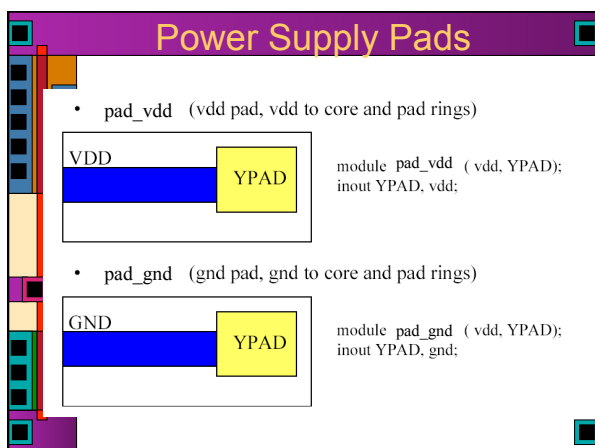 Power Supply Pads
• pad_vdd (vdd pad, vdd to core and pad rings)
VDD
YPAD
module pad_vdd ( vdd, YPAD);
inout YPAD, vdd;
• pad_gnd (gnd pad, gnd to core and pad rings)
GND
YPAD
module pad_gnd ( vdd, YPAD);
inout YPAD, gnd;